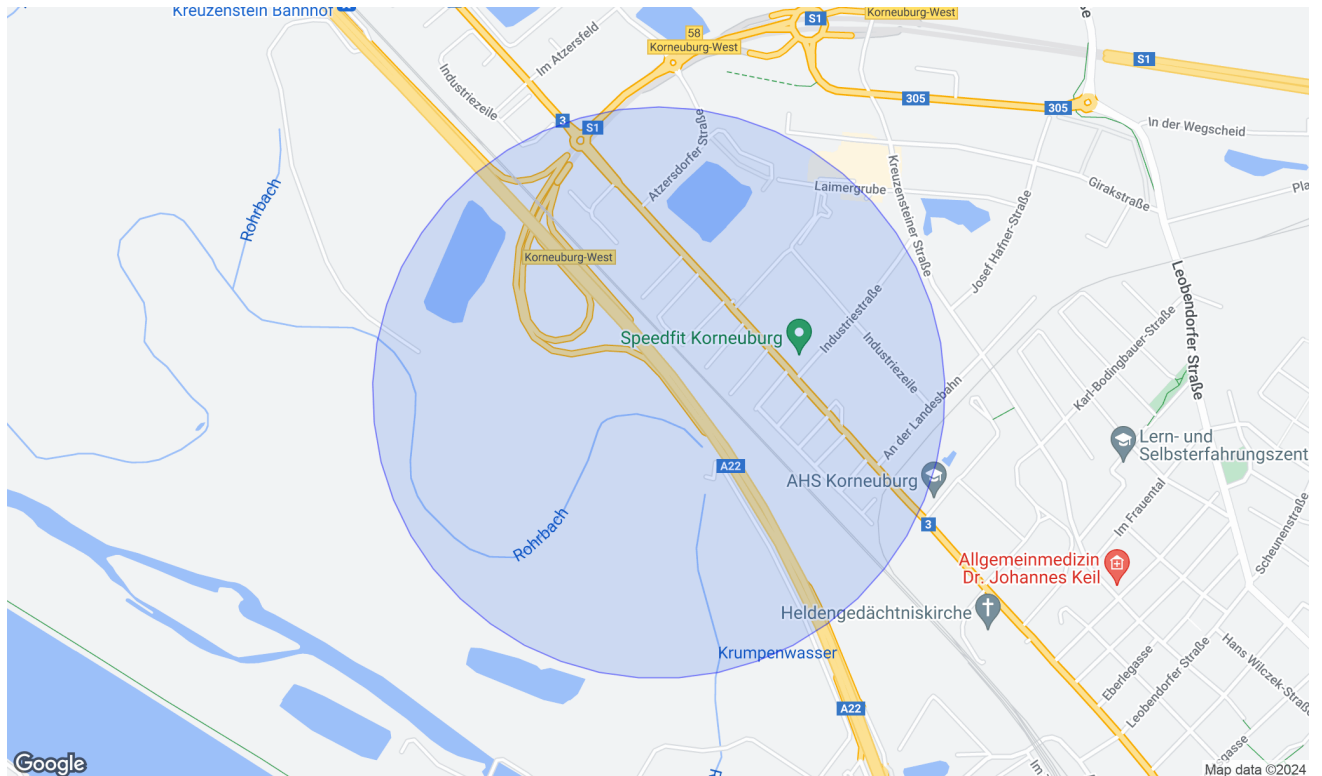 Kreuzenstein Bahnhof
Korneuburg-West
S1
58
Korneuburg-West
Im Atzersfeld
Industriezeile
S1
305
305
3
S1
In der Wegscheid
Atzersdorfer Straße
Kreuzensteiner Straße
Laimergrube
Girakstraße
Pla
Rohrbach
Josef Hafner-Straße
Korneuburg-West
Leobendorfer Straße
Industriestraße
Speedfit Korneuburg
Industriezeile
Karl-Bodingbauer-Straße
An der Landesbahn
Lern- und
Selbsterfahrungszent
A22
AHS Korneuburg
Im Frauental
3
Rohrbach
Scheunenstraße
Allgemeinmedizin
Dr. Johannes Keil
Heldengedächtniskirche
Krumpenwasser
Eberlegasse
Leobendorfer Straße
Hans Wilczek-Straße
A22
gasse
Im
R
Google
Map data ©2024